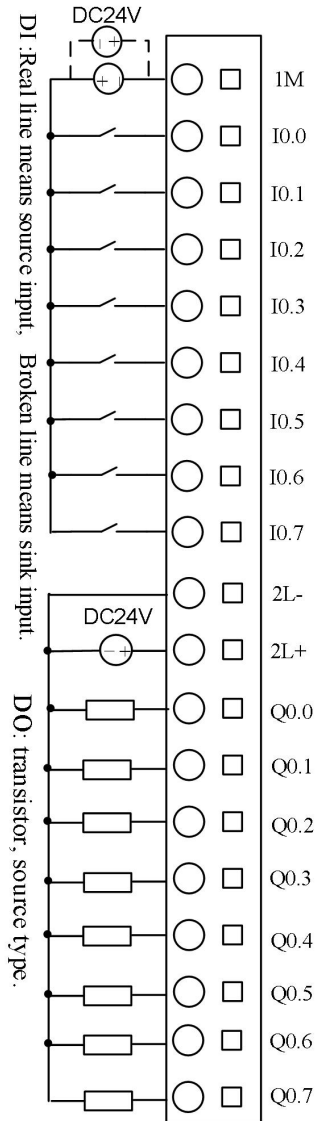 DC24V
DI :Real line means source input, Broken line means sink input.
- +
+ -
1M
I0.0
I0.1
I0.2
I0.3
I0.4
I0.5
I0.6
I0.7
2L-
DC24V
- +
2L+
DO: transistor, source type.
Q0.0
Q0.1
Q0.2
Q0.3
Q0.4
Q0.5
Q0.6
Q0.7